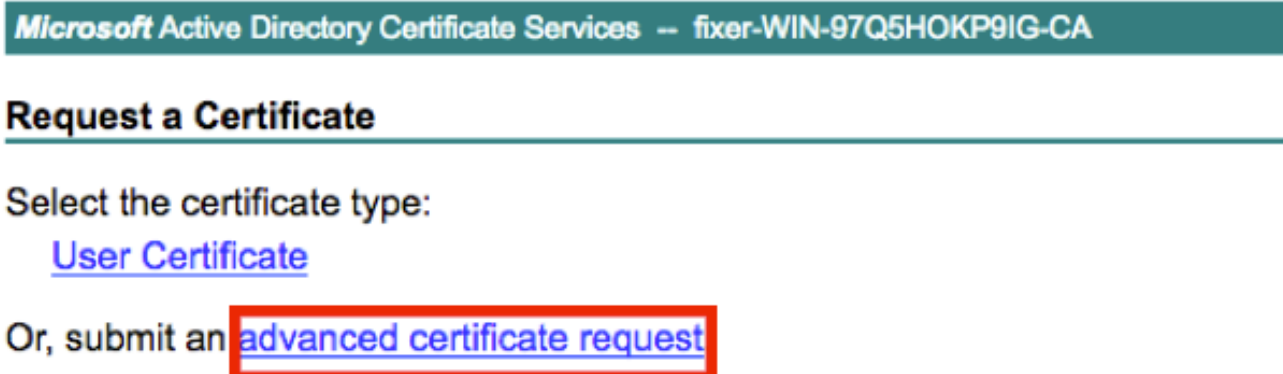 Microsoft Active Directory Certificate Services -- fixer-WIN-97Q5HOKP9IG-CA
Request a Certificate
Select the certificate type:
User Certificate
Or, submit an advanced certificate request